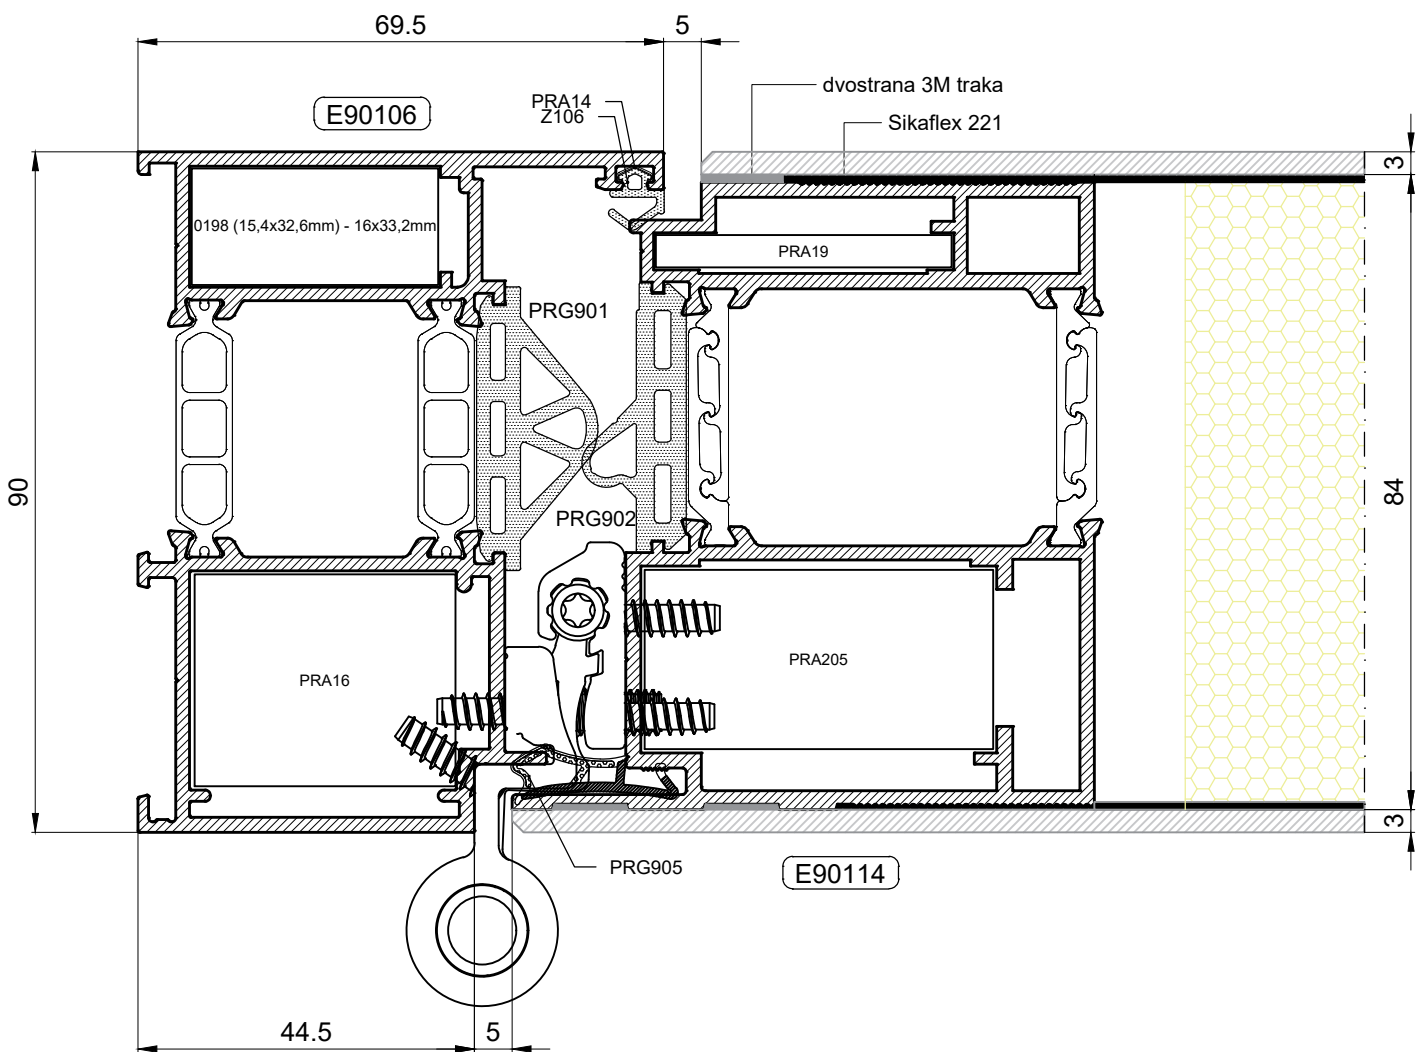 69.5
5
E90106
PRA14
Z106
dvostrana 3M traka
Sikaflex 221
3
0198 (15,4x32,6mm) - 16x33,2mm
PRA19
PRG901
90
84
PRG902
PRA16
PRA205
3
PRG905
E90114
44.5
5